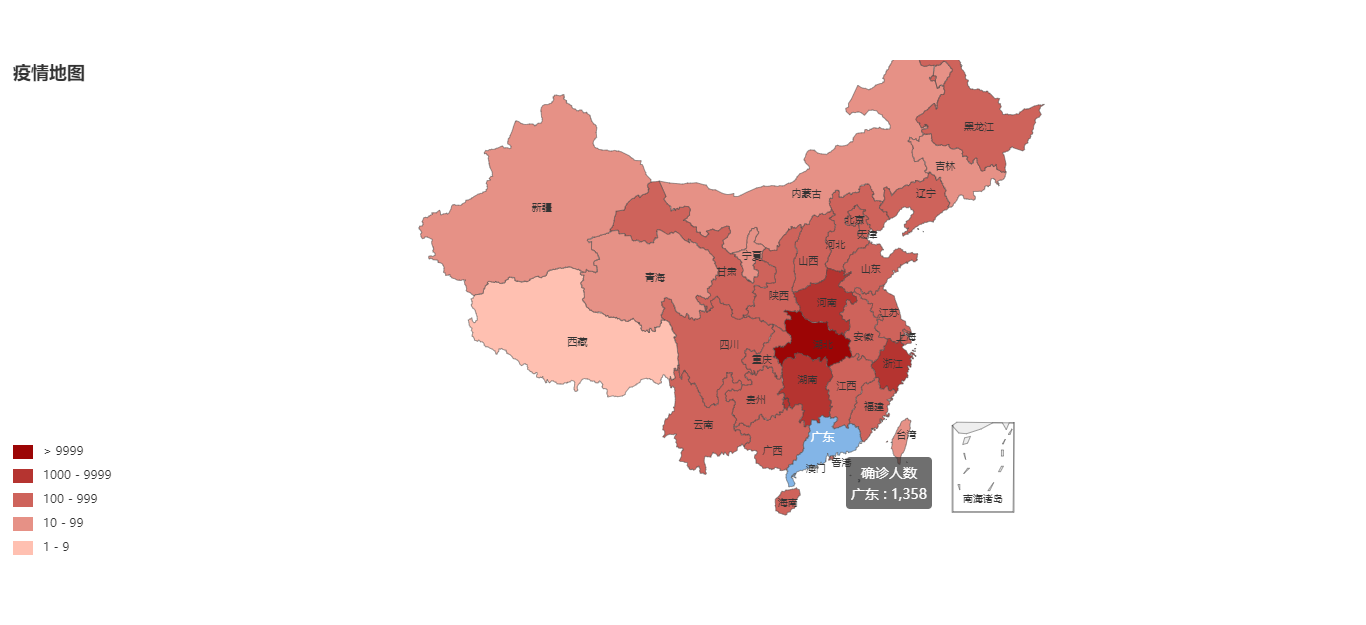 疫情地图
黑龙江
吉林
内蒙古
辽宁
新疆
北京
天津
河北
宁夏
山西
山东
甘肃
青海
陕西
河南
江苏
上海
安徽
西藏
四川
重庆
浙江
湖南
江西
贵州
福建
云南
广东
台湾
广西
澳门
香港
海南
确诊人数
广东 : 1,358
南海诸岛
> 9999
1000 - 9999
100 - 999
10 - 99
1 - 9